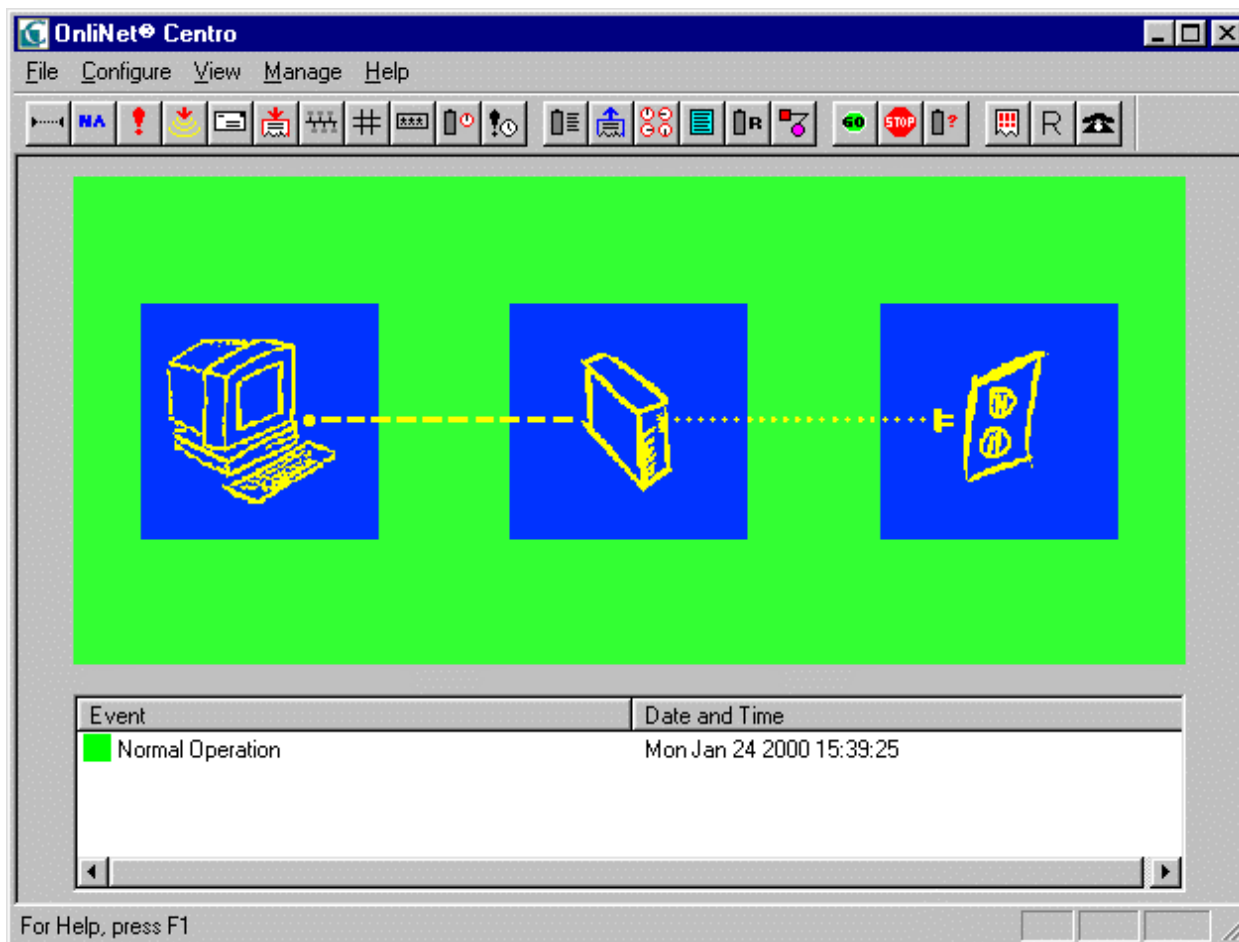 OnliNet® Centro
File Configure View Manage Help
NA *** R GO STOP ? R
Event Date and Time
Normal Operation Mon Jan 24 2000 15:39:25
For Help, press F1